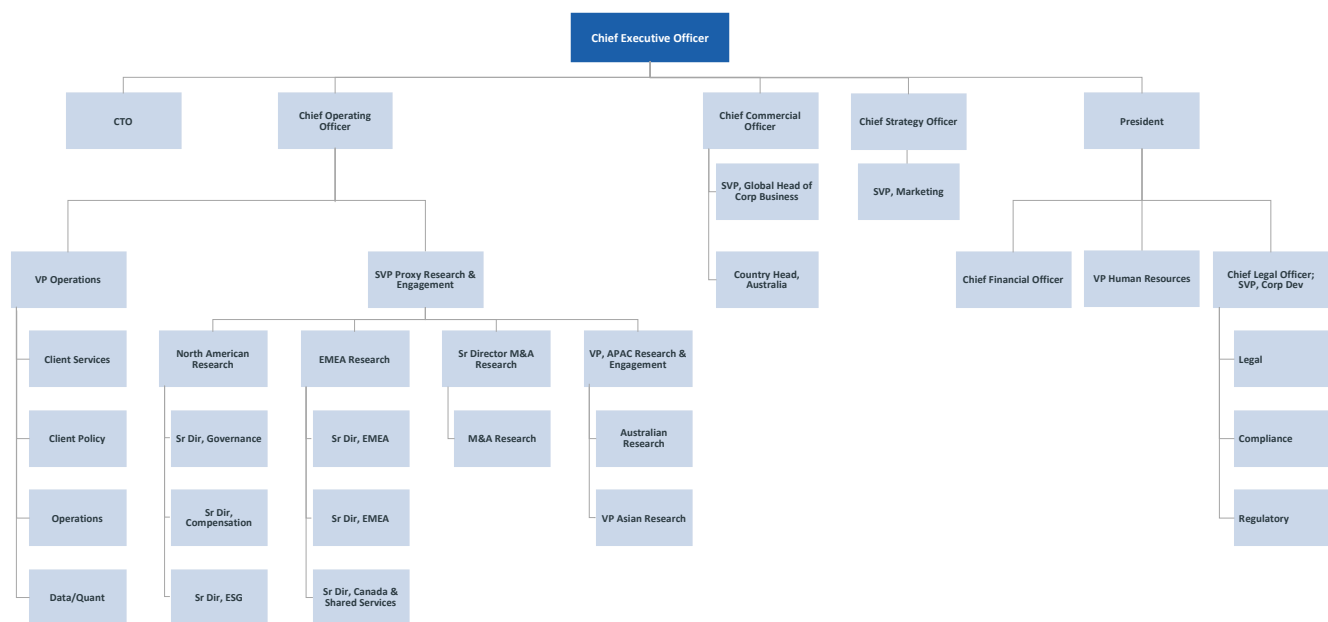 Chief Executive Officer
CTO
Chief Operating
Officer
Chief Commercial
Officer
Chief Strategy Officer
President
SVP, Global Head of
Corp Business
SVP, Marketing
VP Operations
SVP Proxy Research &
Engagement
Country Head,
Australia
Chief Financial Officer
VP Human Resources
Chief Legal Officer;
SVP, Corp Dev
Client Services
North American
Research
EMEA Research
Sr Director M&A
Research
VP, APAC Research &
Engagement
Legal
Client Policy
Sr Dir, Governance
Sr Dir, EMEA
M&A Research
Australian
Research
Compliance
Operations
Sr Dir,
Compensation
Sr Dir, EMEA
VP Asian Research
Regulatory
Data/Quant
Sr Dir, ESG
Sr Dir, Canada &
Shared Services